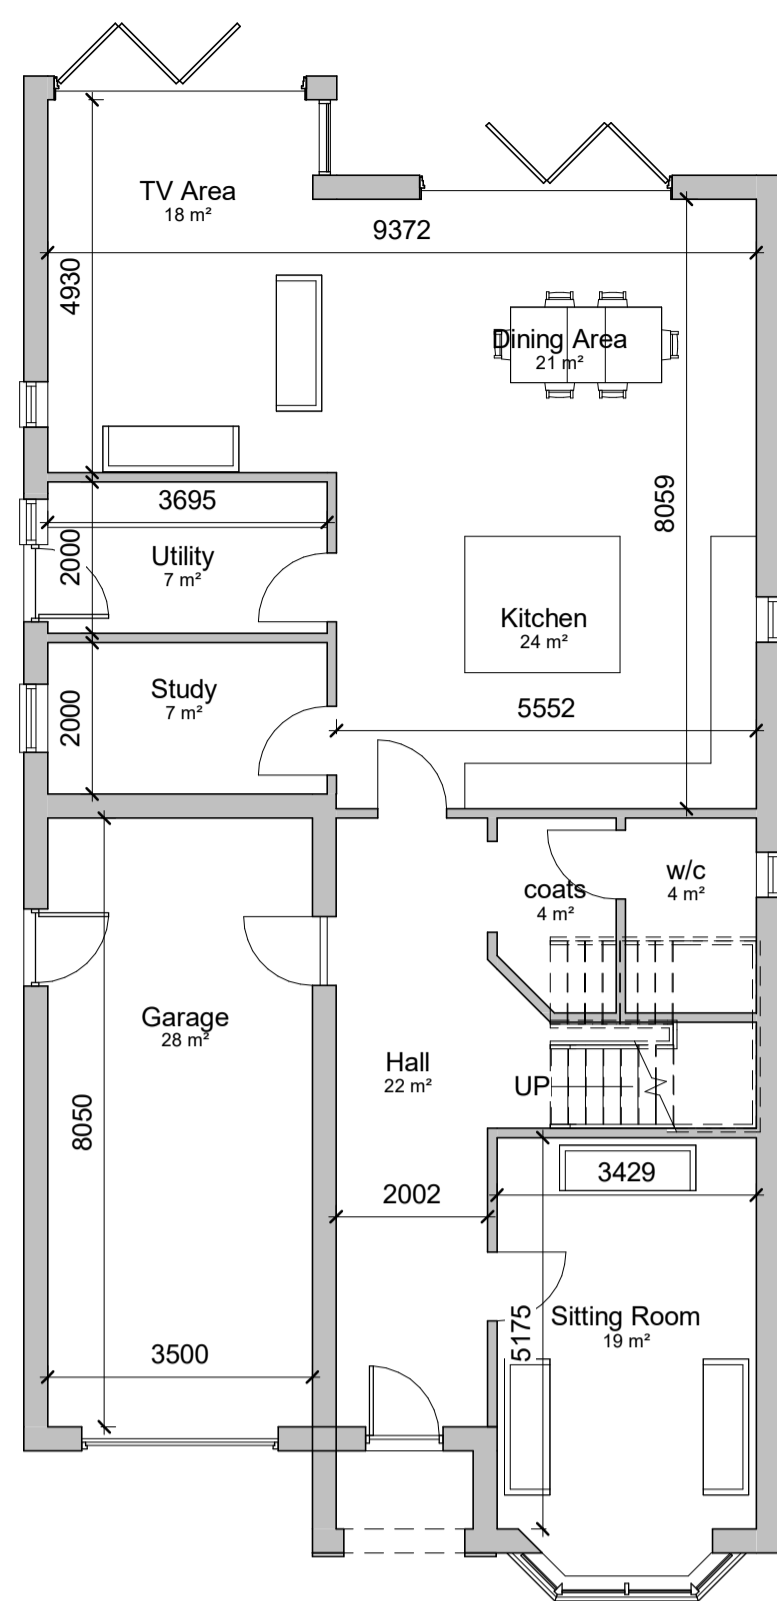 TV Area
18 m²
9372
4930
Dining Area
21 m²
3695
8059
Utility
7 m²
2000
Kitchen
24 m²
Study
7 m²
2000
5552
w/c
4 m²
coats
4 m²
Garage
28 m²
Hall
22 m²
UP
8050
3429
2002
Sitting Room
19 m²
5175
3500